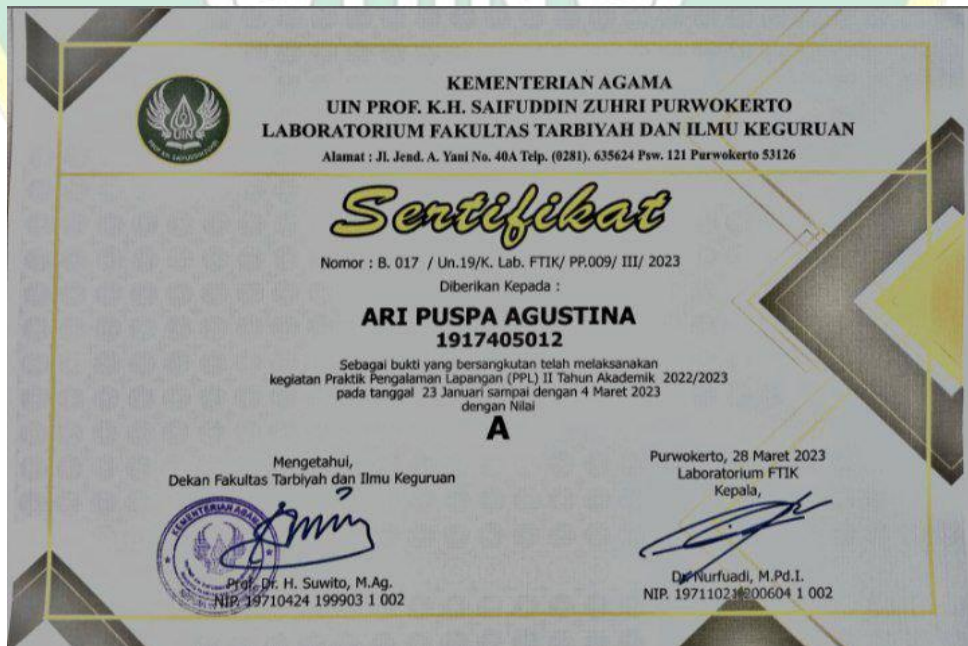 KEMENTERIAN AGAMA
UIN PROF. K.H. SAIFUDDIN ZUHRI PURWOKERTO
LABORATORIUM FAKULTAS TARBIYAH DAN ILMU KEGURUAN
Alamat : Jl. Jend. A. Yani No. 40A Telp. (0281). 635624 Psw. 121 Purwokerto 53126
UIN
Sertifikat
Nomor : B. 017 / Un.19/K. Lab. FTIK/ PP.009/ III/ 2023
Diberikan Kepada :
ARI PUSPA AGUSTINA
1917405012
Sebagai bukti yang bersangkutan telah melaksanakan
kegiatan Praktik Pengalaman Lapangan (PPL) II Tahun Akademik 2022/2023
pada tanggal 23 Januari sampai dengan 4 Maret 2023
dengan Nilai
A
Mengetahui,
Dekan Fakultas Tarbiyah dan Ilmu Keguruan
KEMENTERIAN AGAMA
Prof. Dr. H. Suwito, M.Ag.
NIP. 19710424 199903 1 002
Purwokerto, 28 Maret 2023
Laboratorium FTIK
Kepala,
Dr. Nurfuadi, M.Pd.I.
NIP. 19711021 200604 1 002